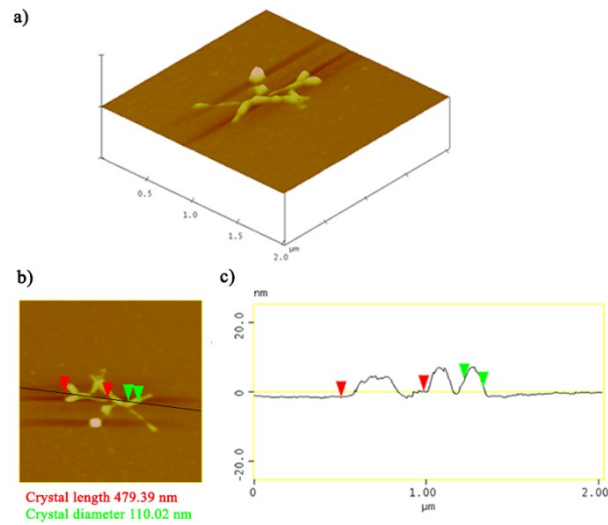 a)
0.5
1.0
1.5
2.0
µm
b)
Crystal length 479.39 nm
Crystal diameter 110.02 nm
c)
nm
20.0
0
-20.0
0
1.00
2.00
µm